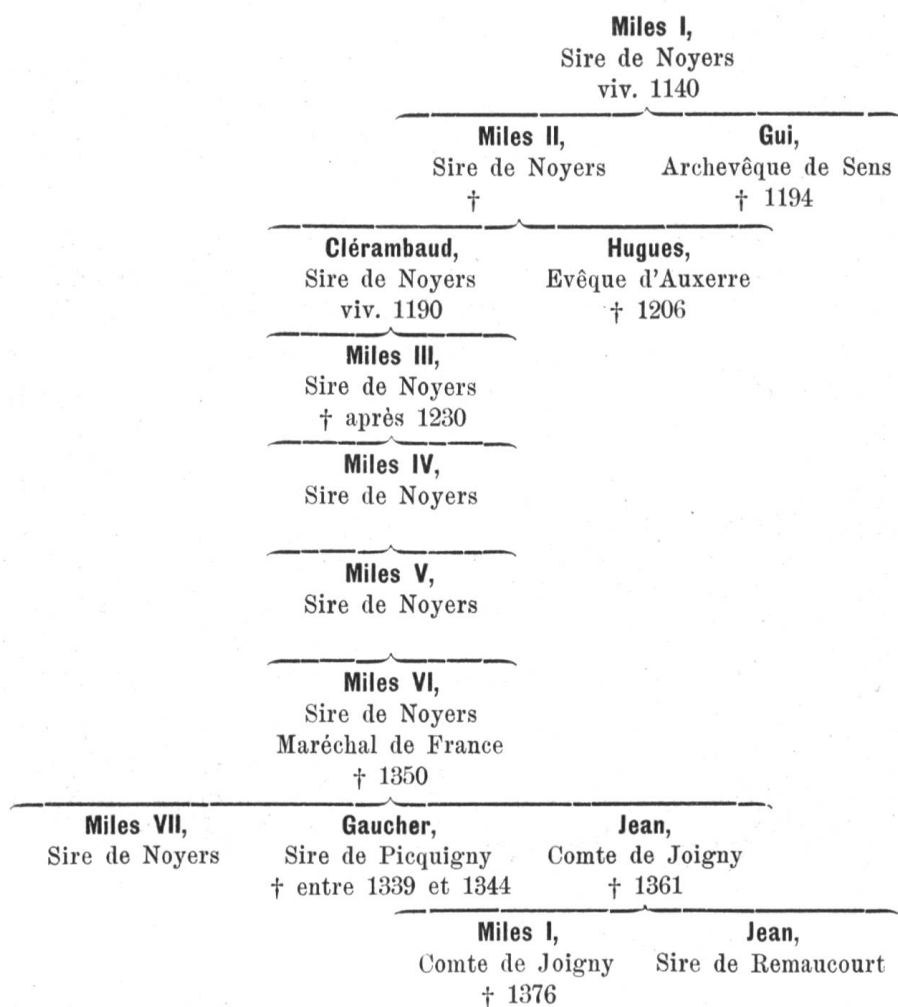 Miles I,
Sire de Noyers
viv. 1140
Miles II,
Sire de Noyers
†
Gui,
Archevêque de Sens
† 1194
Clérambaud,
Sire de Noyers
viv. 1190
Hugues,
Evêque d'Auxerre
† 1206
Miles III,
Sire de Noyers
† après 1230
Miles IV,
Sire de Noyers
Miles V,
Sire de Noyers
Miles VI,
Sire de Noyers
Maréchal de France
† 1350
Miles VII,
Sire de Noyers
Gaucher,
Sire de Picquigny
† entre 1339 et 1344
Jean,
Comte de Joigny
† 1361
Miles I,
Comte de Joigny
† 1376
Jean,
Sire de Remaucourt